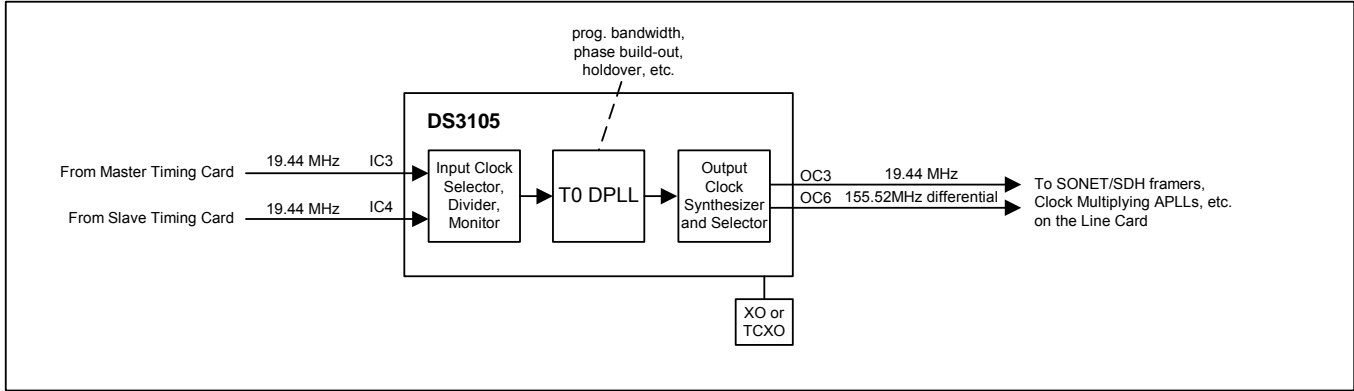 prog. bandwidth,
phase build-out,
holdover, etc.
DS3105
From Master Timing Card
19.44 MHz
IC3
From Slave Timing Card
19.44 MHz
IC4
Input Clock
Selector,
Divider,
Monitor
T0 DPLL
Output
Clock
Synthesizer
and Selector
OC3
19.44 MHz
OC6
155.52MHz differential
To SONET/SDH framers,
Clock Multiplying APLLs, etc.
on the Line Card
XO or
TCXO